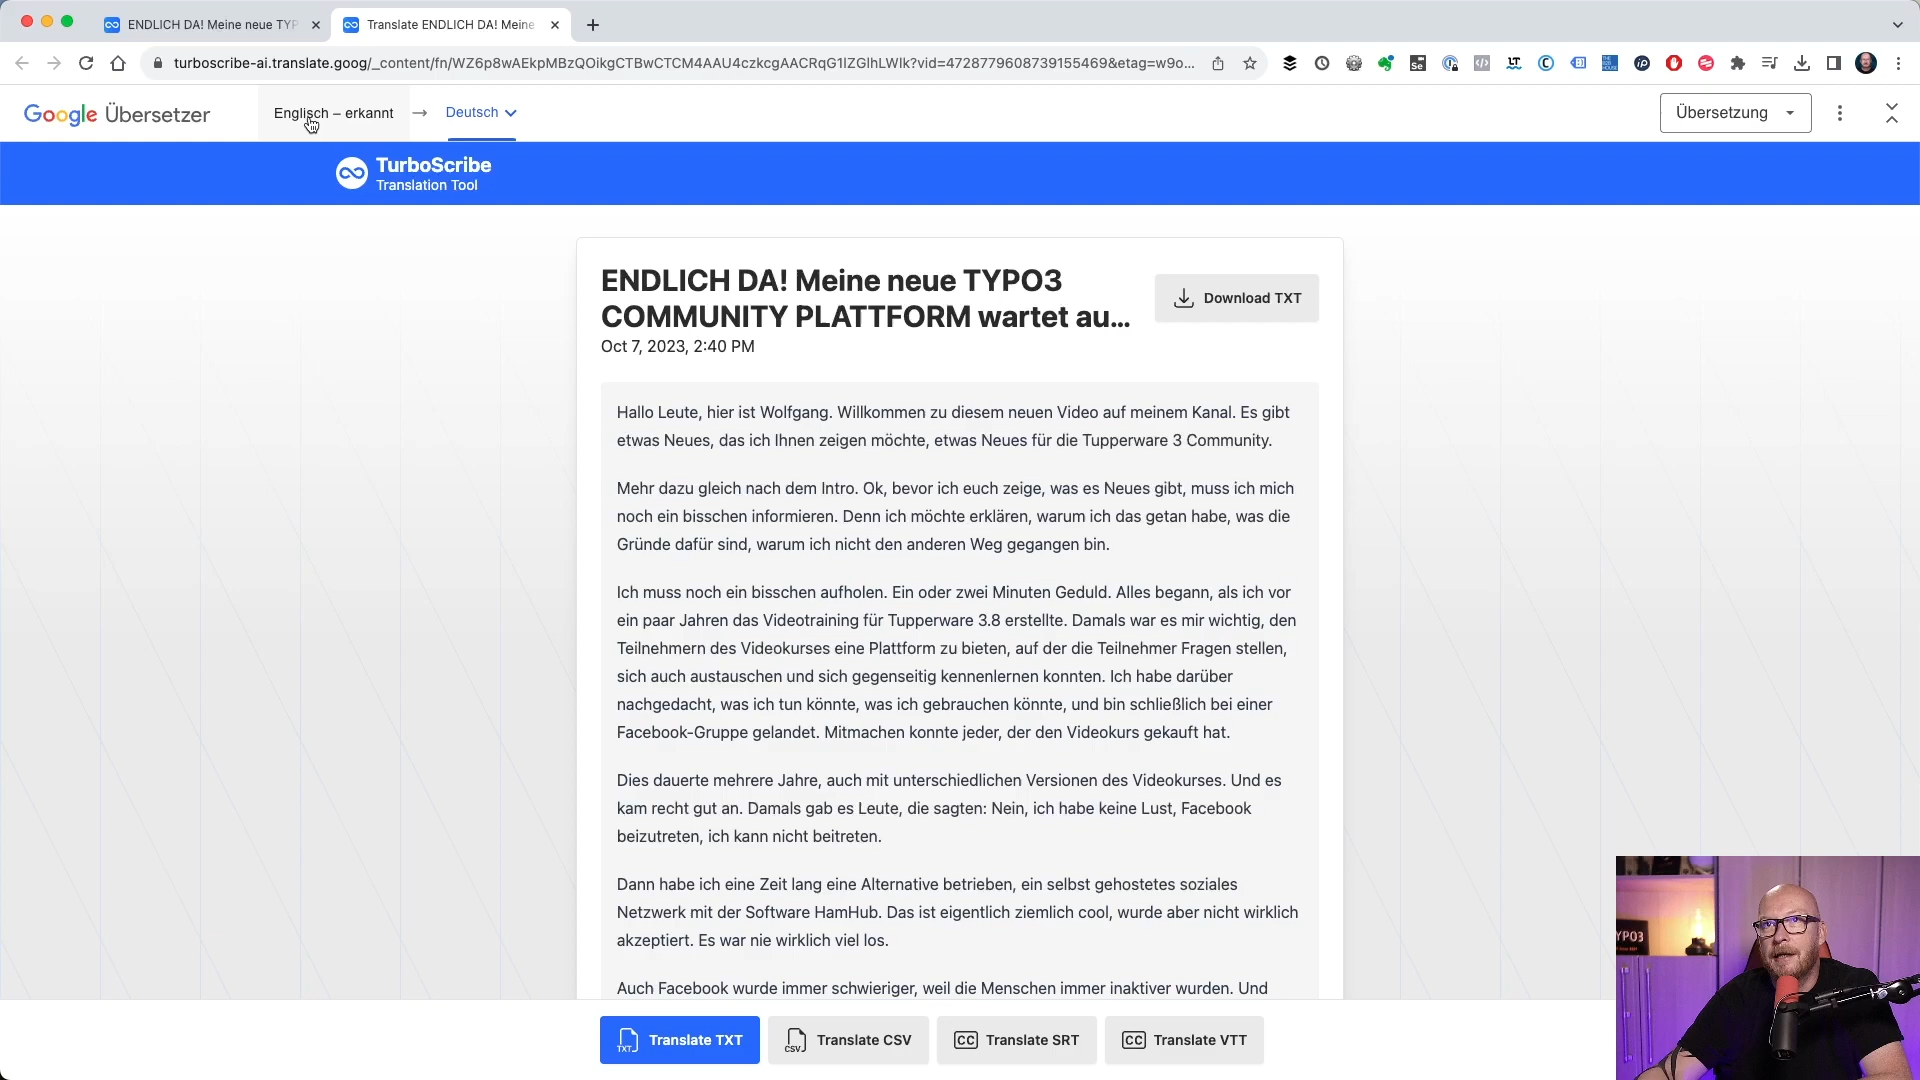 ENDLICH DA! Meine neue TYP
Translate ENDLICH DA! Meine
turboscribe-ai.translate.goog/_content/fn/WZ6p8wAEkpMBzQOikgCTBwCTCM4AAU4czkcgAACRqG1lZGlhLWlk?vid=4728779608739155469&etag=w9o...
Google Übersetzer
Englisch – erkannt
Deutsch
Übersetzung
TurboScribe
Translation Tool
ENDLICH DA! Meine neue TYPO3
COMMUNITY PLATTFORM wartet au...
Download TXT
Oct 7, 2023, 2:40 PM
Hallo Leute, hier ist Wolfgang. Willkommen zu diesem neuen Video auf meinem Kanal. Es gibt
etwas Neues, das ich Ihnen zeigen möchte, etwas Neues für die Tupperware 3 Community.
Mehr dazu gleich nach dem Intro. Ok, bevor ich euch zeige, was es Neues gibt, muss ich mich
noch ein bisschen informieren. Denn ich möchte erklären, warum ich das getan habe, was die
Gründe dafür sind, warum ich nicht den anderen Weg gegangen bin.
Ich muss noch ein bisschen aufholen. Ein oder zwei Minuten Geduld. Alles begann, als ich vor
ein paar Jahren das Videotraining für Tupperware 3.8 erstellte. Damals war es mir wichtig, den
Teilnehmern des Videokurses eine Plattform zu bieten, auf der die Teilnehmer Fragen stellen,
sich auch austauschen und sich gegenseitig kennenlernen konnten. Ich habe darüber
nachgedacht, was ich tun könnte, was ich gebrauchen könnte, und bin schließlich bei einer
Facebook-Gruppe gelandet. Mitmachen konnte jeder, der den Videokurs gekauft hat.
Dies dauerte mehrere Jahre, auch mit unterschiedlichen Versionen des Videokurses. Und es
kam recht gut an. Damals gab es Leute, die sagten: Nein, ich habe keine Lust, Facebook
beizutreten, ich kann nicht beitreten.
Dann habe ich eine Zeit lang eine Alternative betrieben, ein selbst gehostetes soziales
Netzwerk mit der Software HamHub. Das ist eigentlich ziemlich cool, wurde aber nicht wirklich
akzeptiert. Es war nie wirklich viel los.
Auch Facebook wurde immer schwieriger, weil die Menschen immer inaktiver wurden. Und
Translate TXT
Translate CSV
Translate SRT
Translate VTT
YPO3